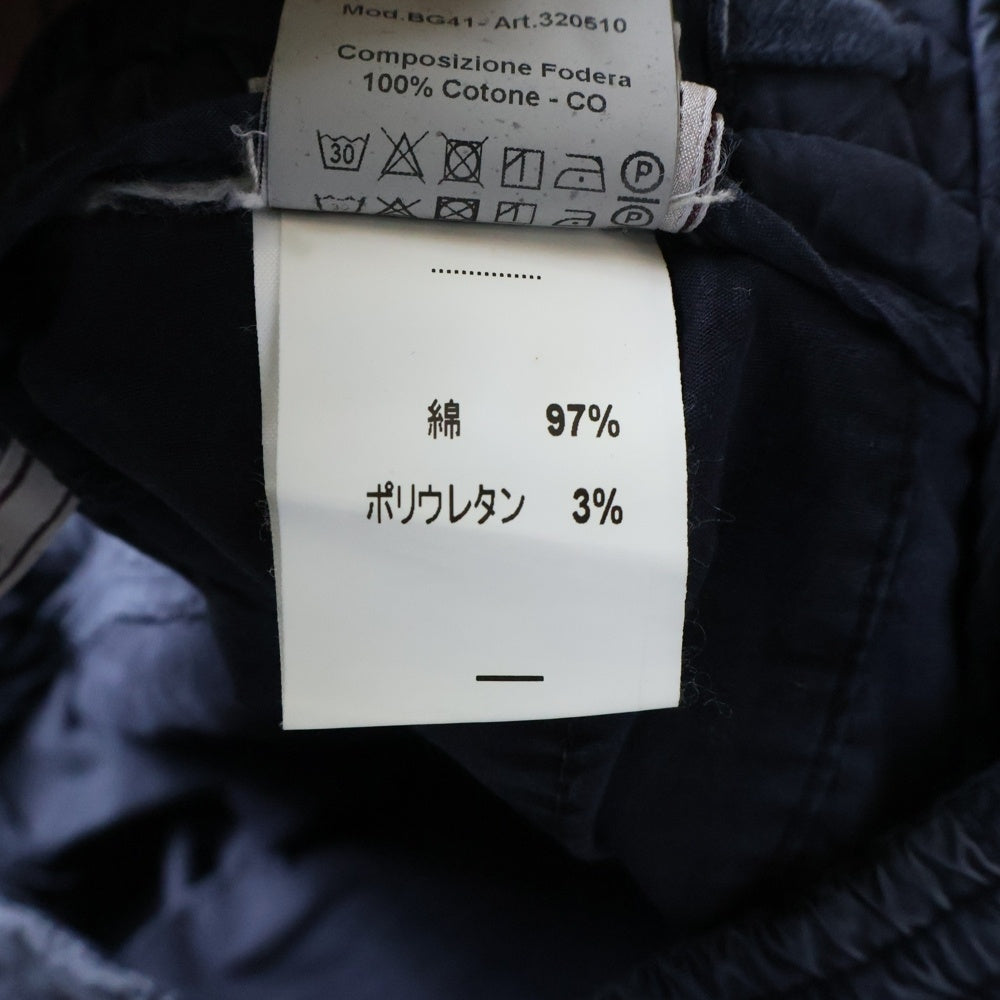 Mod.BG41- Art.320510
Composizione Fodera
100% Cotone - CO
30 P
綿 97%
ポリウレタン 3%